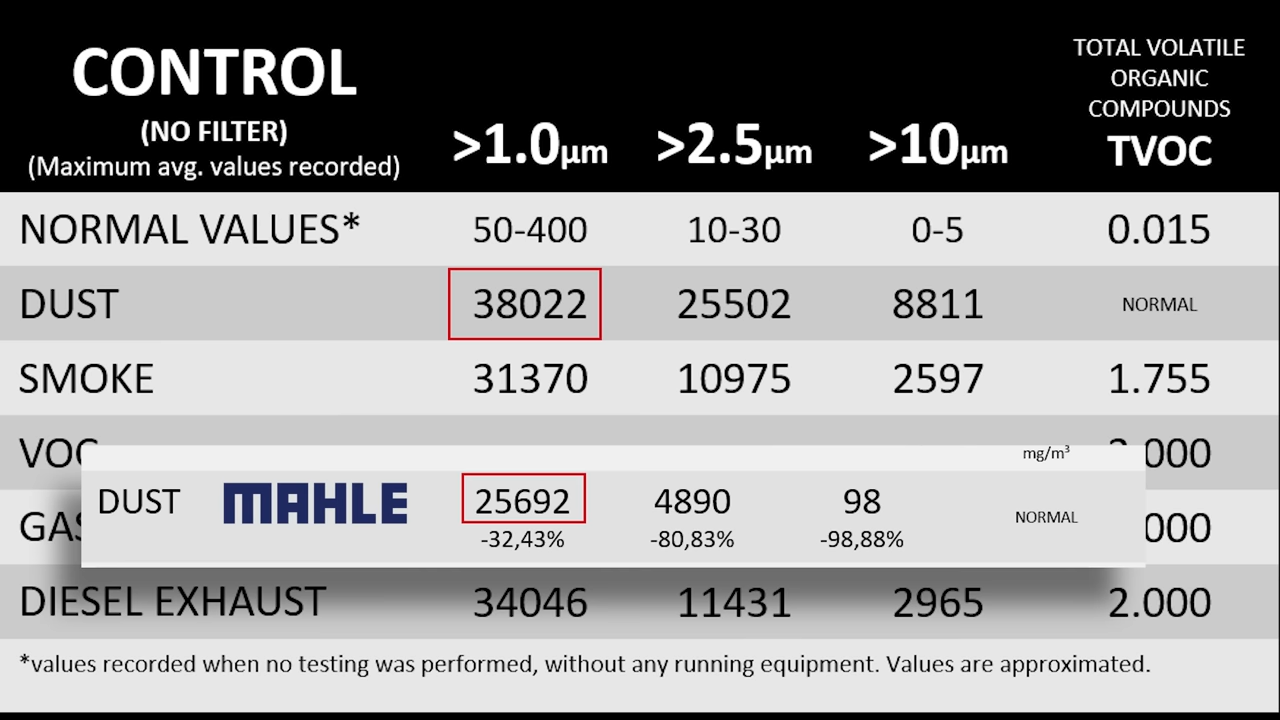 CONTROL
(NO FILTER)
(Maximum avg. values recorded)
>1.0µm >2.5µm >10µm
TOTAL VOLATILE
ORGANIC
COMPOUNDS
TVOC
NORMAL VALUES* 50-400 10-30 0-5 0.015
DUST 38022 25502 8811 NORMAL
SMOKE 31370 10975 2597 1.755
mg/m³
DUST MAHLE 25692 4890 98 NORMAL
-32,43% -80,83% -98,88%
DIESEL EXHAUST 34046 11431 2965 2.000
*values recorded when no testing was performed, without any running equipment. Values are approximated.